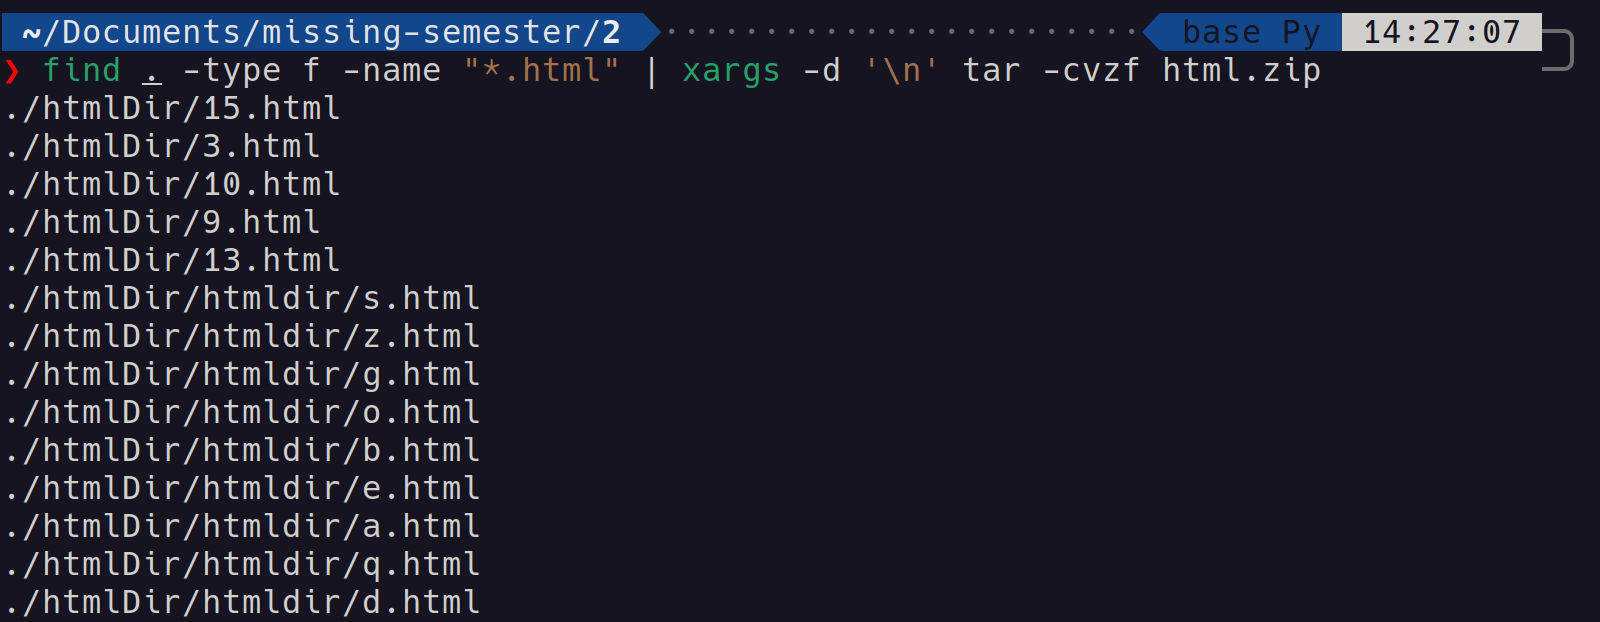 ~/Documents/missing-semester/2 base Py 14:27:07
❯ find . -type f -name "*.html" | xargs -d '\n' tar -cvzf html.zip
./htmlDir/15.html
./htmlDir/3.html
./htmlDir/10.html
./htmlDir/9.html
./htmlDir/13.html
./htmlDir/htmldir/s.html
./htmlDir/htmldir/z.html
./htmlDir/htmldir/g.html
./htmlDir/htmldir/o.html
./htmlDir/htmldir/b.html
./htmlDir/htmldir/e.html
./htmlDir/htmldir/a.html
./htmlDir/htmldir/q.html
./htmlDir/htmldir/d.html